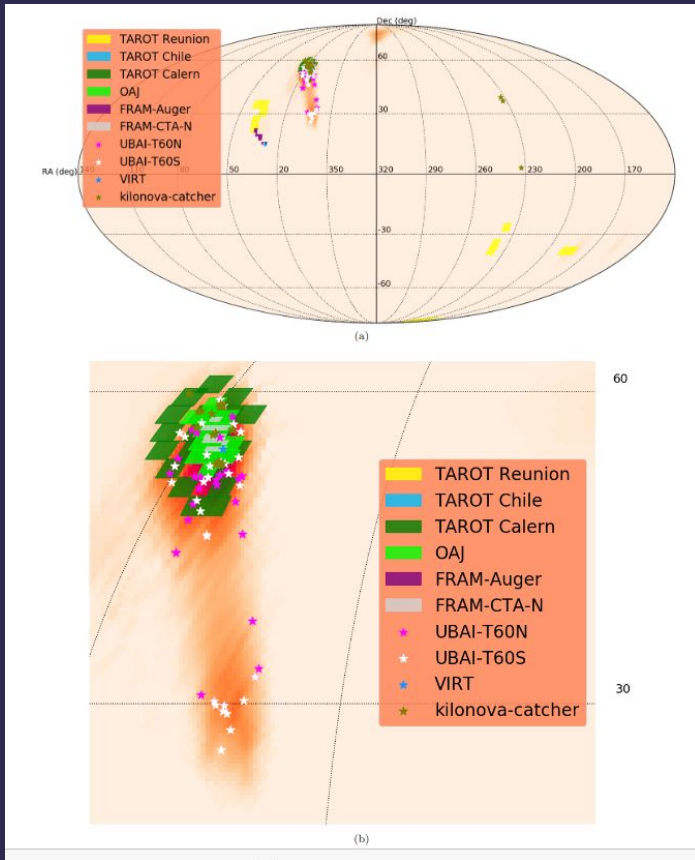 Dec (deg)
TAROT Reunion
TAROT Chile
TAROT Calern
OAJ
FRAM-Auger
FRAM-CTA-N
UBAI-T60N
UBAI-T60S
VIRT
kilonova-catcher
60
30
RA (deg)
140
50
20
350
320
290
260
230
200
170
-30
-60
(a)
60
TAROT Reunion
TAROT Chile
TAROT Calern
OAJ
FRAM-Auger
FRAM-CTA-N
UBAI-T60N
UBAI-T60S
VIRT
kilonova-catcher
30
(b)